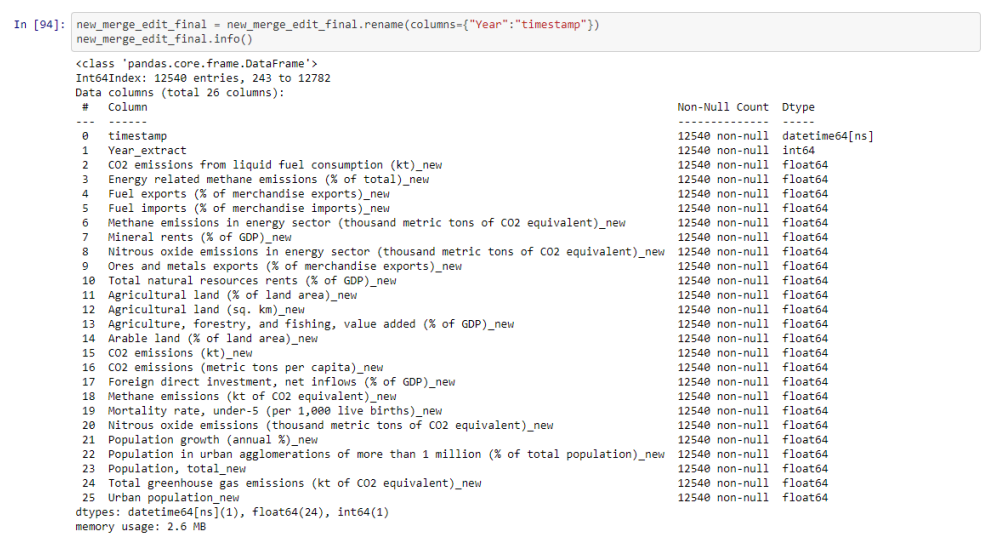 In [94]: new_merge_edit_final = new_merge_edit_final.rename(columns={"Year":"timestamp"})
new_merge_edit_final.info()
<class 'pandas.core.frame.DataFrame'>
Int64Index: 12540 entries, 243 to 12782
Data columns (total 26 columns):
 #   Column   Non-Null Count  Dtype
---  ------   --------------  -----
 0   timestamp   12540 non-null  datetime64[ns]
 1   Year_extract   12540 non-null  int64
 2   CO2 emissions from liquid fuel consumption (kt)_new   12540 non-null  float64
 3   Energy related methane emissions (% of total)_new   12540 non-null  float64
 4   Fuel exports (% of merchandise exports)_new   12540 non-null  float64
 5   Fuel imports (% of merchandise imports)_new   12540 non-null  float64
 6   Methane emissions in energy sector (thousand metric tons of CO2 equivalent)_new   12540 non-null  float64
 7   Mineral rents (% of GDP)_new   12540 non-null  float64
 8   Nitrous oxide emissions in energy sector (thousand metric tons of CO2 equivalent)_new   12540 non-null  float64
 9   Ores and metals exports (% of merchandise exports)_new   12540 non-null  float64
 10  Total natural resources rents (% of GDP)_new   12540 non-null  float64
 11  Agricultural land (% of land area)_new   12540 non-null  float64
 12  Agricultural land (sq. km)_new   12540 non-null  float64
 13  Agriculture, forestry, and fishing, value added (% of GDP)_new   12540 non-null  float64
 14  Arable land (% of land area)_new   12540 non-null  float64
 15  CO2 emissions (kt)_new   12540 non-null  float64
 16  CO2 emissions (metric tons per capita)_new   12540 non-null  float64
 17  Foreign direct investment, net inflows (% of GDP)_new   12540 non-null  float64
 18  Methane emissions (kt of CO2 equivalent)_new   12540 non-null  float64
 19  Mortality rate, under-5 (per 1,000 live births)_new   12540 non-null  float64
 20  Nitrous oxide emissions (thousand metric tons of CO2 equivalent)_new   12540 non-null  float64
 21  Population growth (annual %)_new   12540 non-null  float64
 22  Population in urban agglomerations of more than 1 million (% of total population)_new   12540 non-null  float64
 23  Population, total_new   12540 non-null  float64
 24  Total greenhouse gas emissions (kt of CO2 equivalent)_new   12540 non-null  float64
 25  Urban population_new   12540 non-null  float64
dtypes: datetime64[ns](1), float64(24), int64(1)
memory usage: 2.6 MB